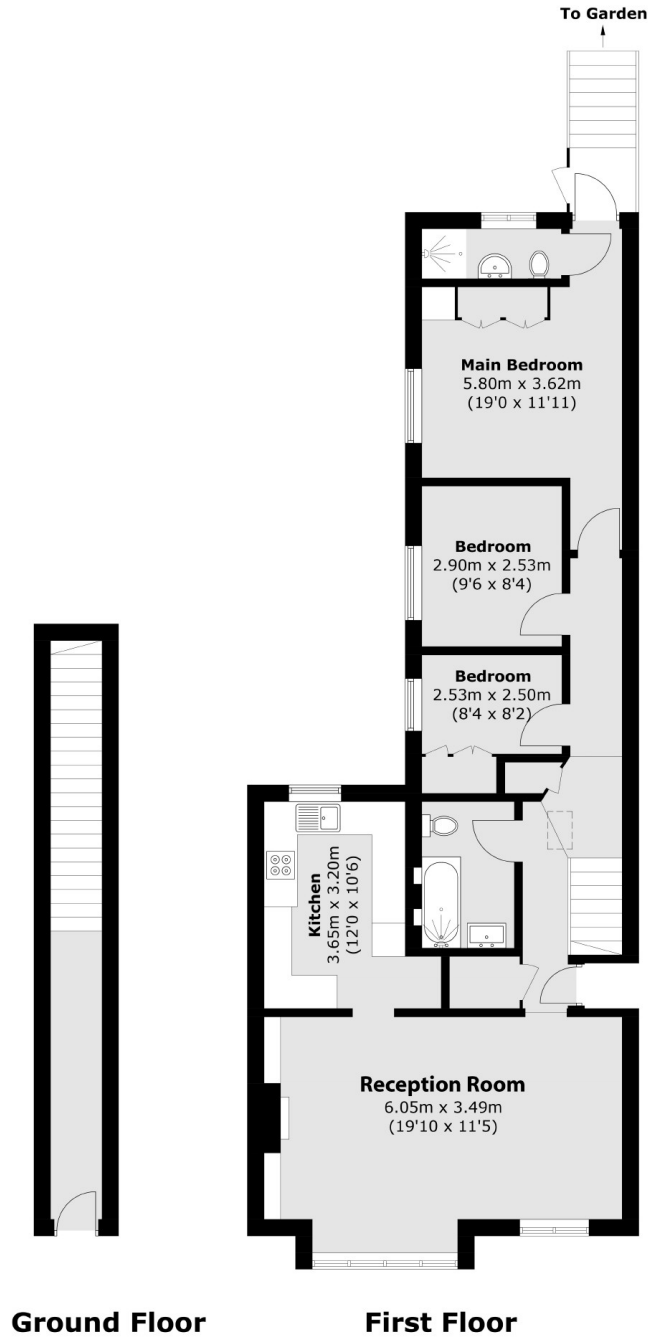 To Garden
Main Bedroom
5.80m x 3.62m
(19'0 x 11'11)
Bedroom
2.90m x 2.53m
(9'6 x 8'4)
Bedroom
2.53m x 2.50m
(8'4 x 8'2)
Kitchen
3.65m x 3.20m
(12'0 x 10'6)
Reception Room
6.05m x 3.49m
(19'10 x 11'5)
Ground Floor
First Floor